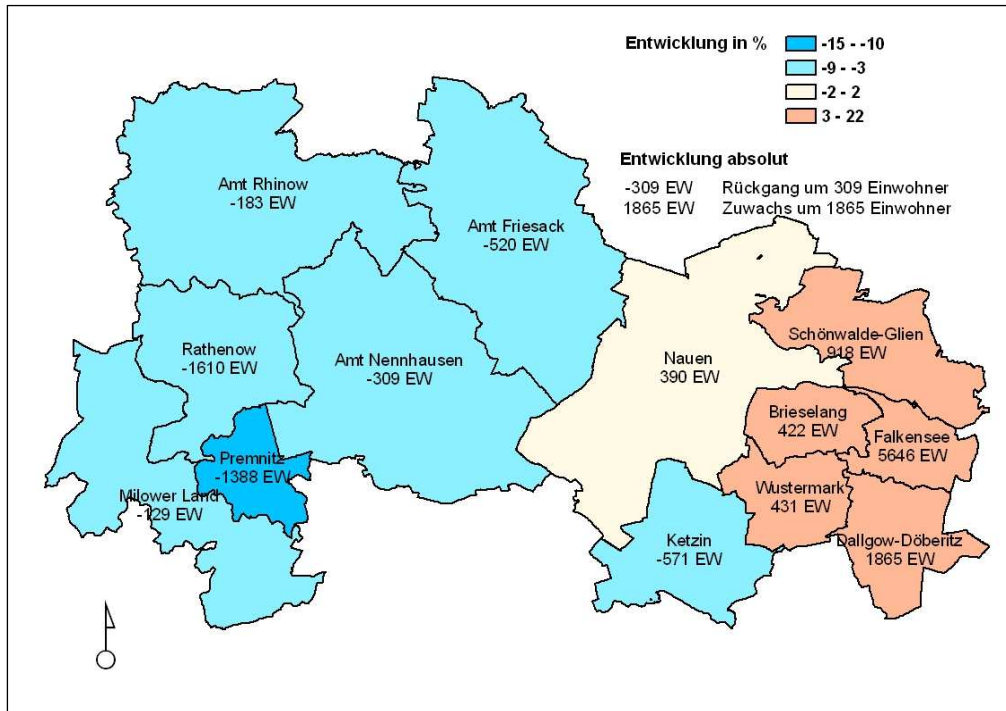 Entwicklung in %
-15 - -10
-9 - -3
-2 - 2
3 - 22
Entwicklung absolut
-309 EW Rückgang um 309 Einwohner
1865 EW Zuwachs um 1865 Einwohner
Amt Rhinow
-183 EW
Amt Friesack
-520 EW
Rathenow
-1610 EW
Amt Nennhausen
-309 EW
Nauen
390 EW
Schönwalde-Glien
918 EW
Brieselang
422 EW
Falkensee
5646 EW
Premnitz
-1388 EW
Milower Land
-129 EW
Wustermark
431 EW
Ketzin
-571 EW
Dallgow-Döberitz
1865 EW